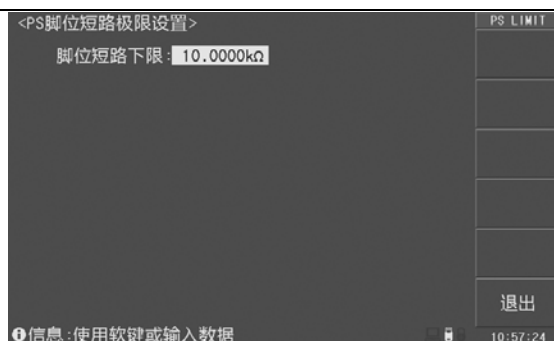 <PS脚位短路极限设置>
PS LIMIT
脚位短路下限: 10.0000kΩ
退出
信息:使用软键或输入数据
10:57:24